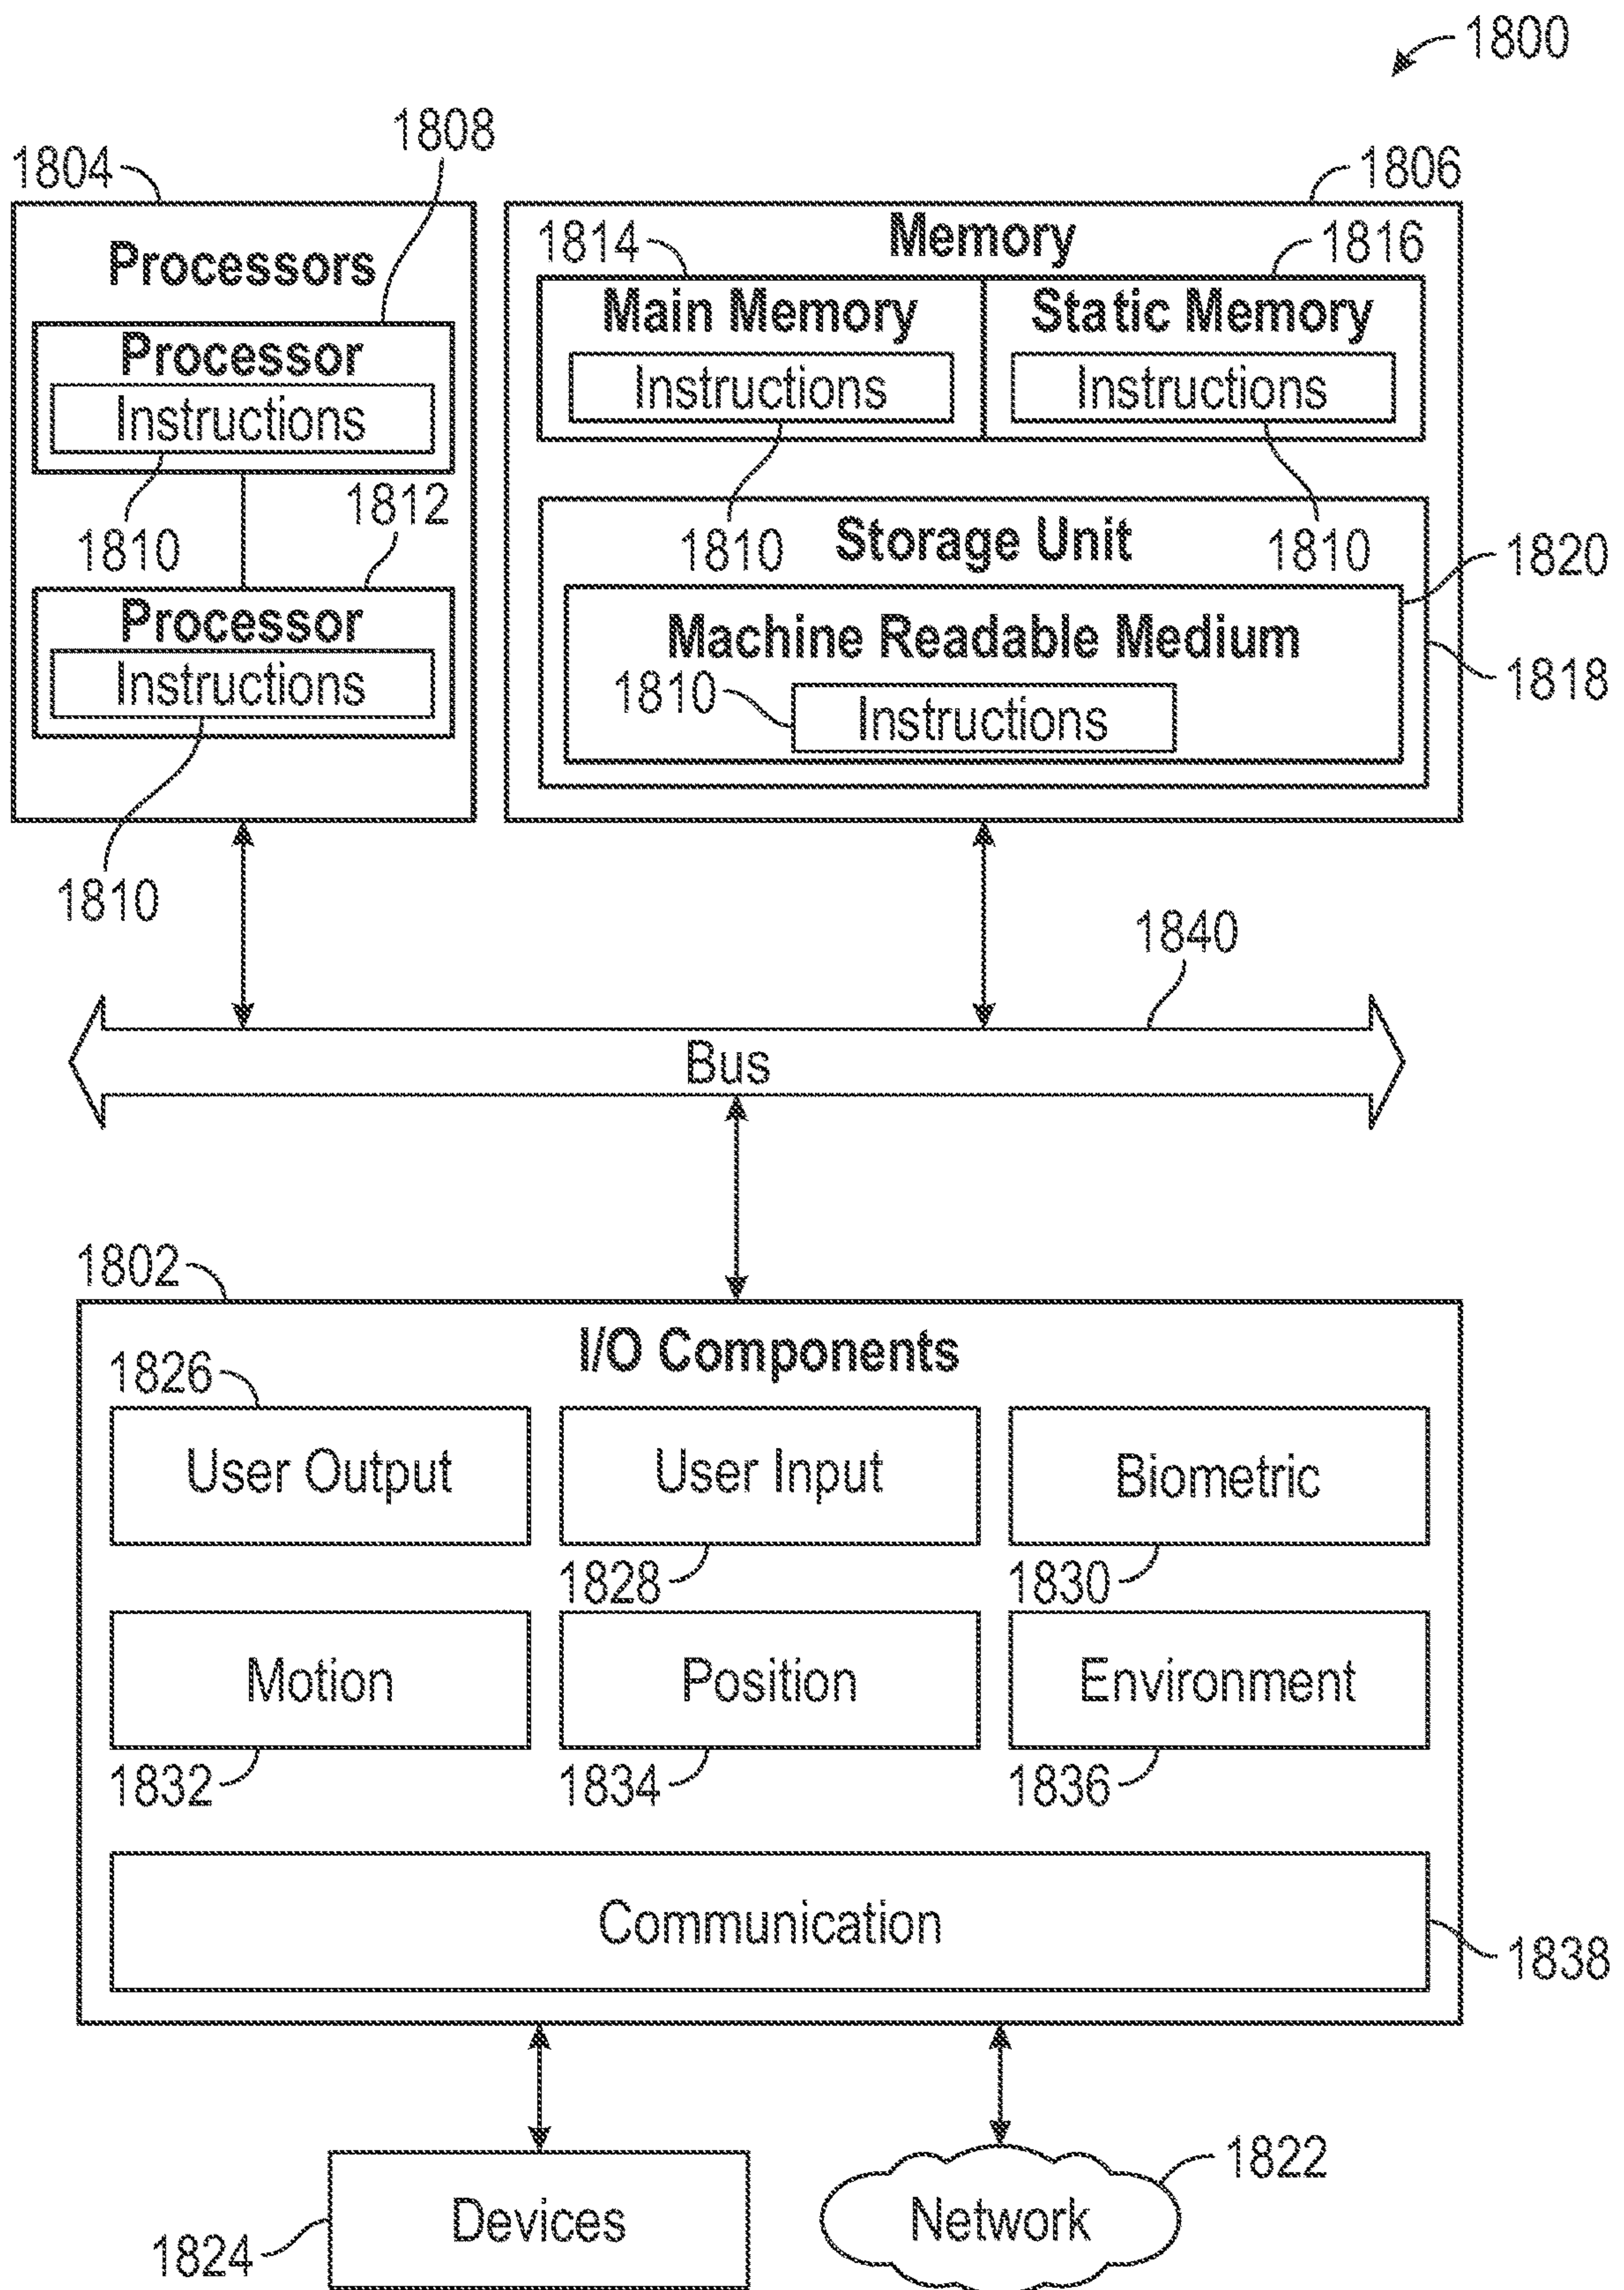 1800
1804
1808
1806
Processors
Memory
1814
1816
Processor
Instructions
1810
Main Memory
Instructions
Static Memory
Instructions
1812
1810
1810
Processor
Instructions
1810
Storage Unit
1820
Machine Readable Medium
1818
1810
Instructions
1840
Bus
1802
I/O Components
1826
User Output
User Input
Biometric
1828
1830
Motion
Position
Environment
1832
1834
1836
Communication
1838
Devices
1824
Network
1822